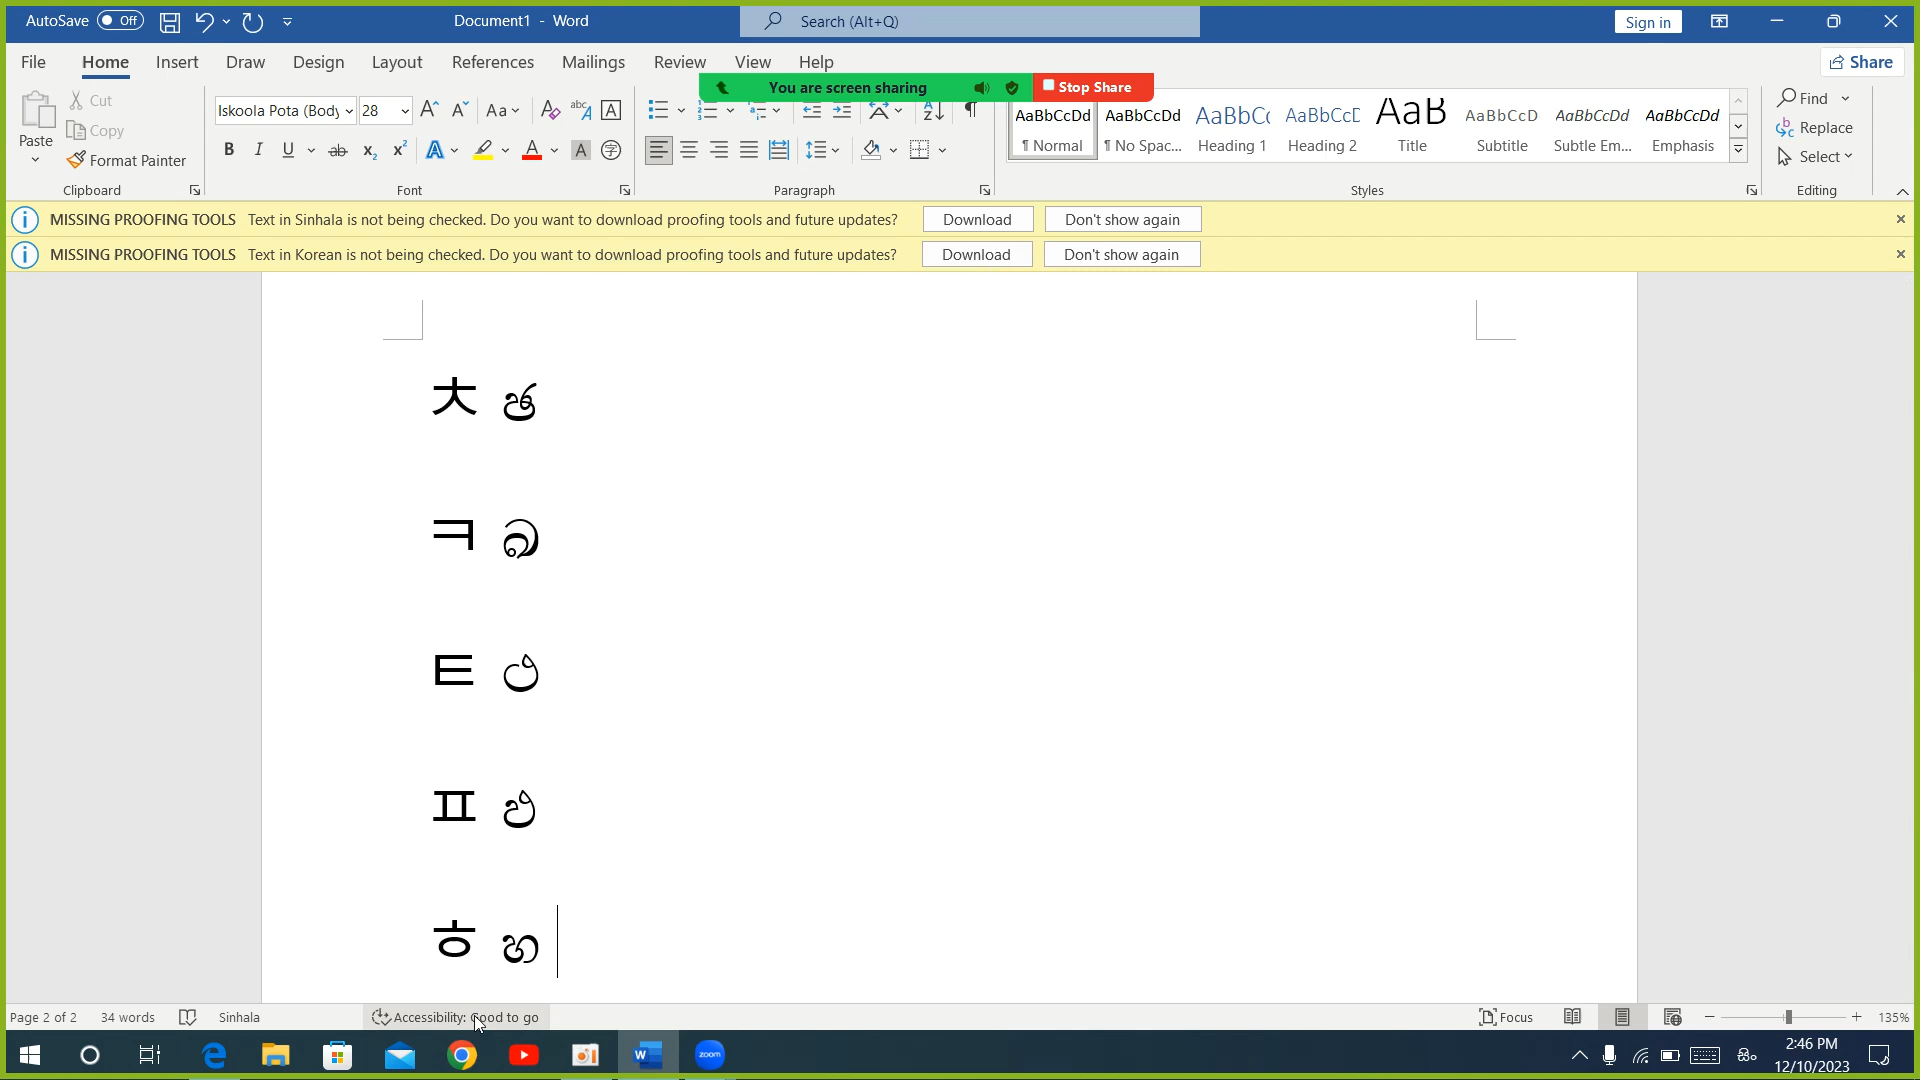 AutoSave Off Document1 - Word Search (Alt+Q) Sign in
File Home Insert Draw Design Layout References Mailings Review View Help Share
You are screen sharing Stop Share
Paste Cut Copy Format Painter
Iskoola Pota (Body 28 Aa
B I U ab x₂ x² A A A
AaBbCcDd AaBbCcDd AaBbCc AaBbCcD AaB AaBbCcD AaBbCcDd AaBbCcDd
¶ Normal ¶ No Spac... Heading 1 Heading 2 Title Subtitle Subtle Em... Emphasis
Find Replace Select
Clipboard Font Paragraph Styles Editing
MISSING PROOFING TOOLS Text in Sinhala is not being checked. Do you want to download proofing tools and future updates? Download Don't show again
MISSING PROOFING TOOLS Text in Korean is not being checked. Do you want to download proofing tools and future updates? Download Don't show again
ㅊ ඡ
ㅋ ඛ
ㅌ ඨ
ㅍ ඵ
ㅎ හ
Page 2 of 2 34 words Sinhala Accessibility: Good to go Focus 135%
zoom 2:46 PM
12/10/2023